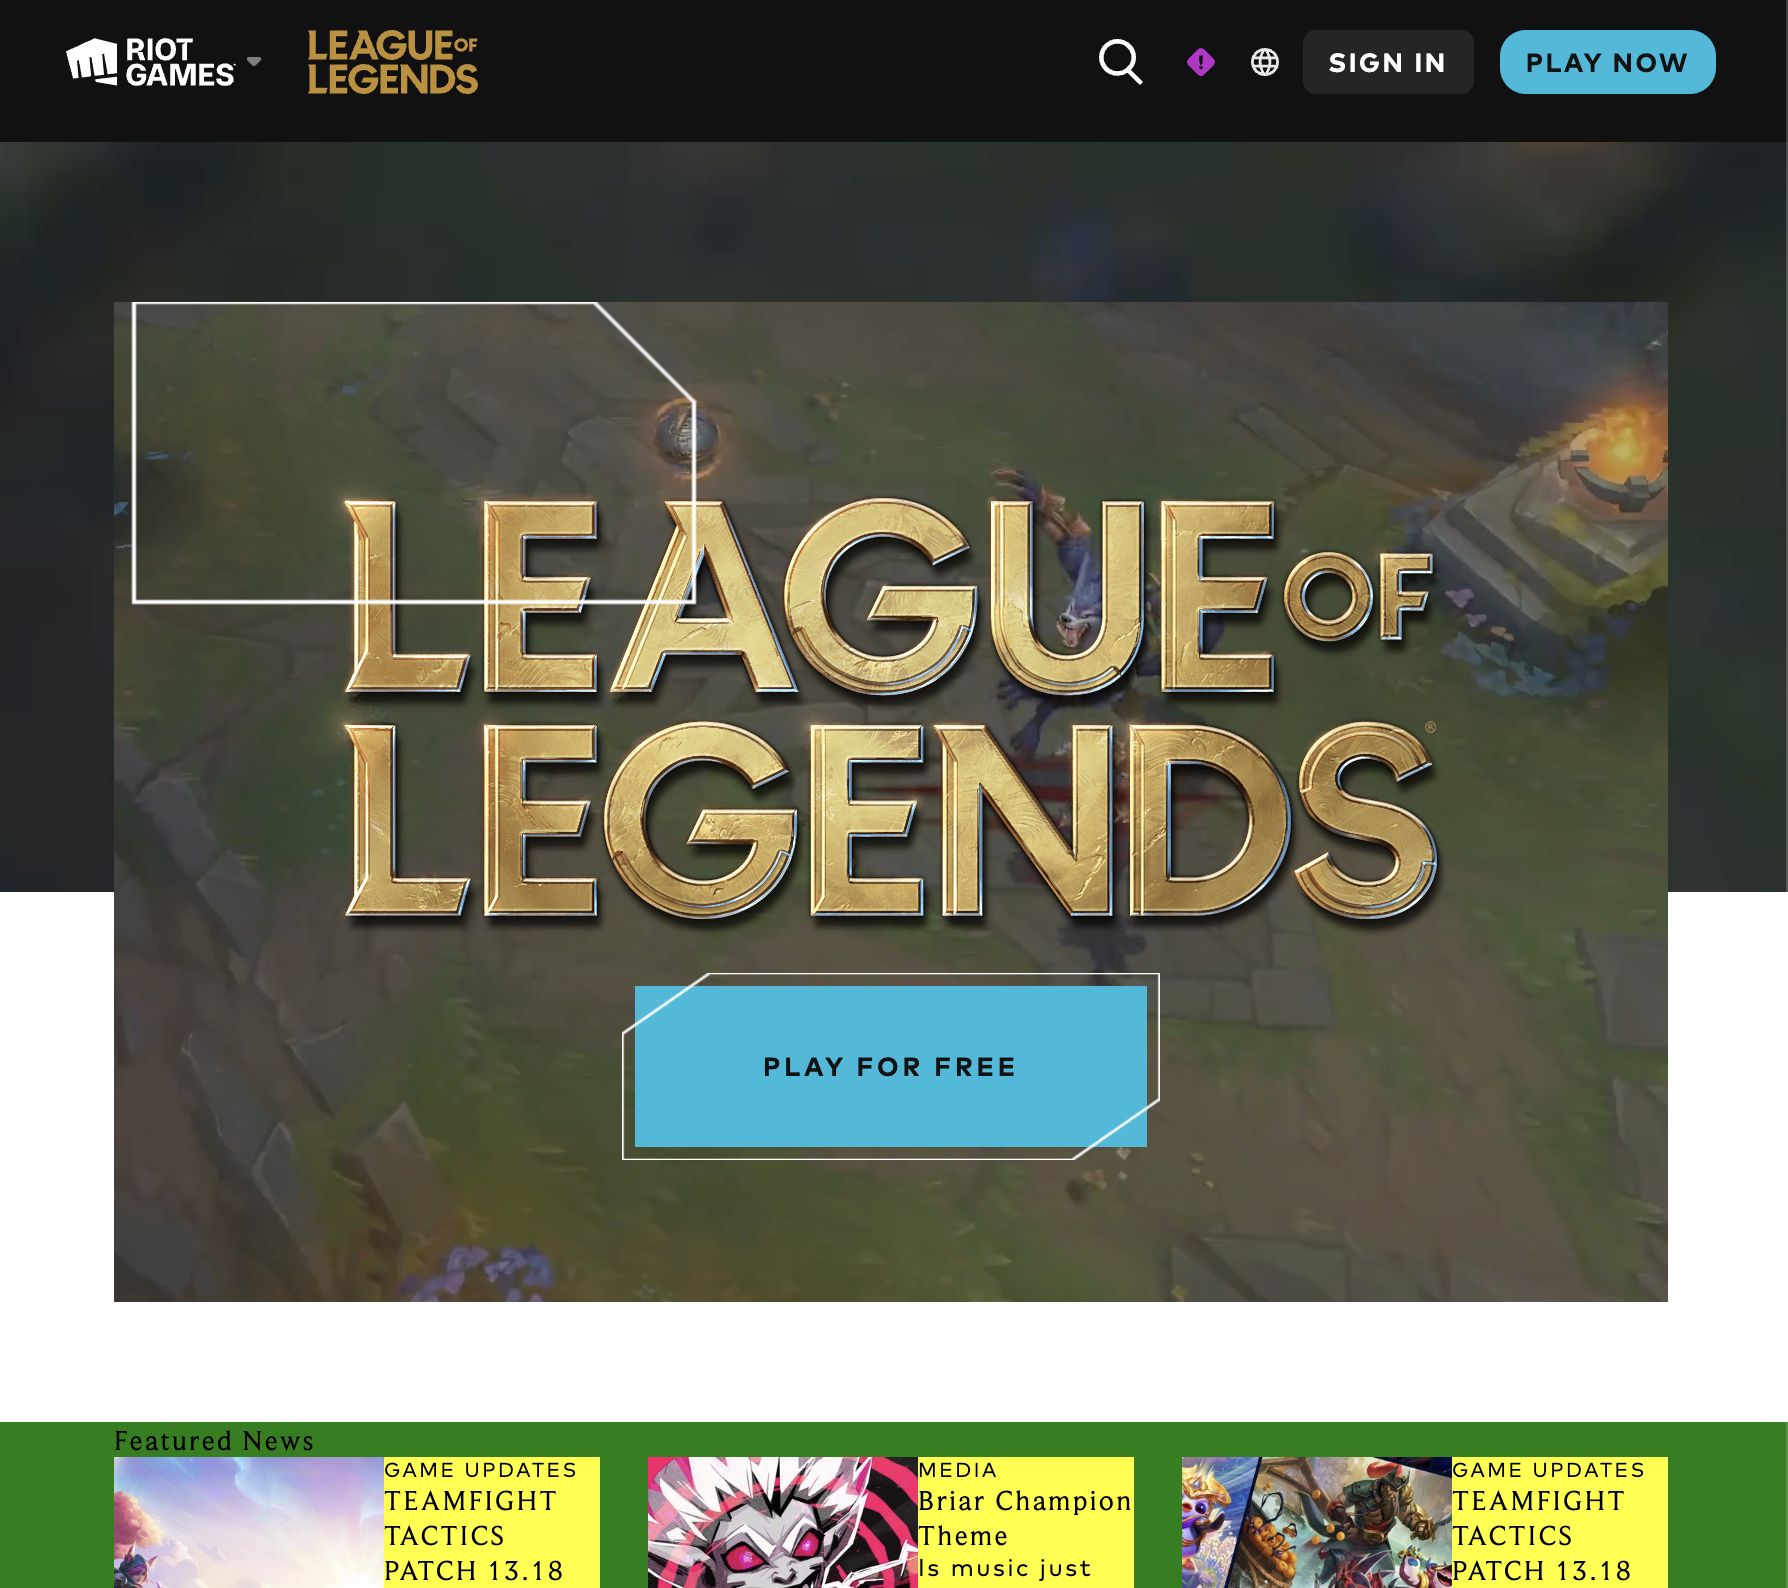 RIOT
GAMES
LEAGUE OF
LEGENDS
!
SIGN IN
PLAY NOW
LEAGUE OF
LEGENDS®
PLAY FOR FREE
Featured News
GAME UPDATES
TEAMFIGHT
TACTICS
PATCH 13.18
MEDIA
Briar Champion
Theme
Is music just
GAME UPDATES
TEAMFIGHT
TACTICS
PATCH 13.18